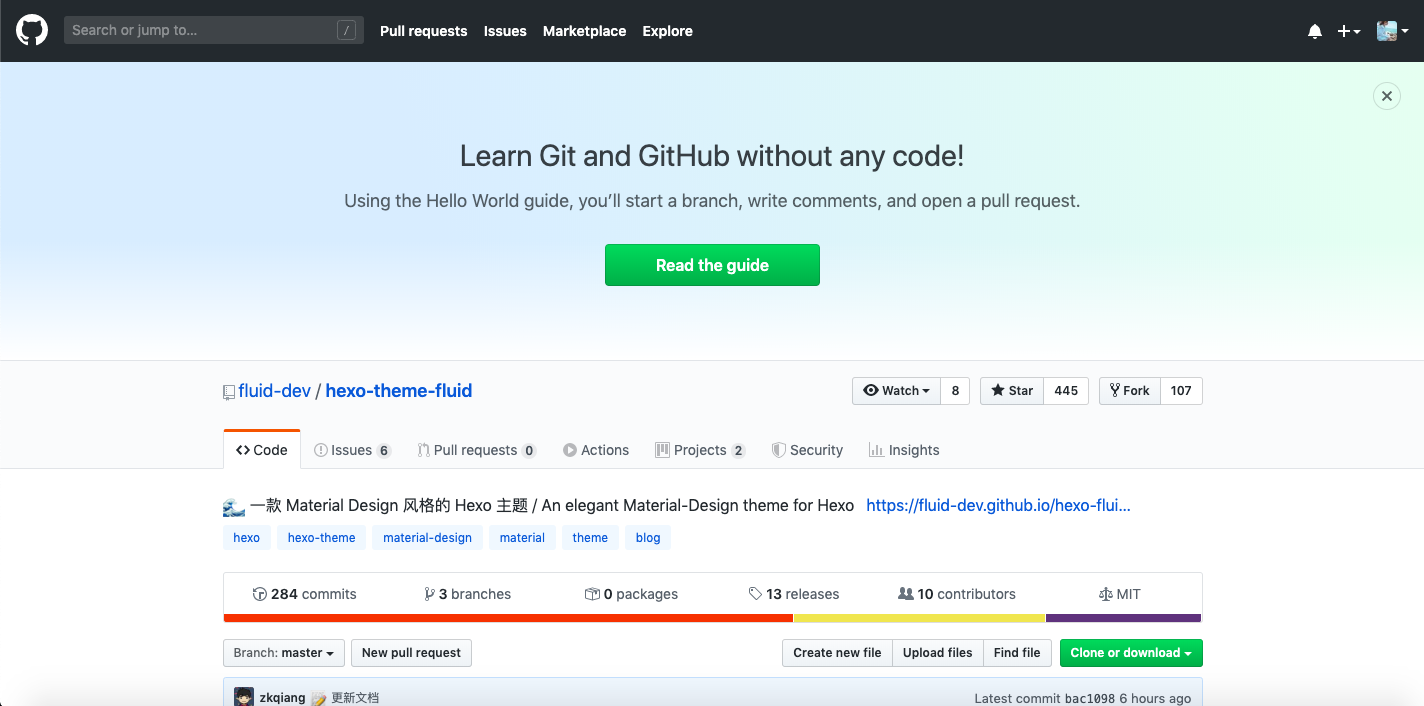 Search or jump to... / Pull requests Issues Marketplace Explore
Learn Git and GitHub without any code!
Using the Hello World guide, you’ll start a branch, write comments, and open a pull request.
Read the guide
fluid-dev / hexo-theme-fluid Watch 8 Star 445 Fork 107
Code Issues 6 Pull requests 0 Actions Projects 2 Security Insights
🌊 一款 Material Design 风格的 Hexo 主题 / An elegant Material-Design theme for Hexo https://fluid-dev.github.io/hexo-flui...
hexo hexo-theme material-design material theme blog
284 commits 3 branches 0 packages 13 releases 10 contributors MIT
Branch: master New pull request Create new file Upload files Find file Clone or download
zkqiang 📝 更新文档 Latest commit bac1098 6 hours ago